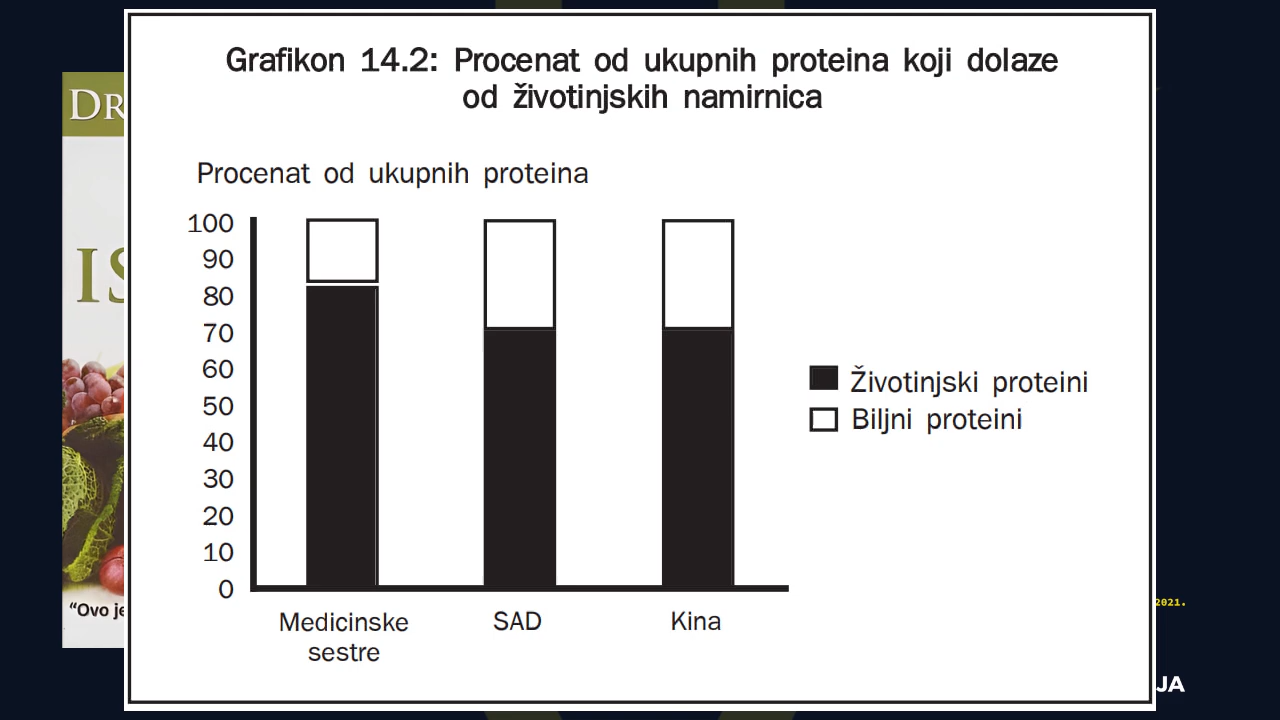 Grafikon 14.2: Procenat od ukupnih proteina koji dolaze
od životinjskih namirnica
Procenat od ukupnih proteina
100
90
80
70
60
50
40
30
20
10
0
Medicinske
sestre
SAD
Kina
Životinjski proteini
Biljni proteini
DR
IS
“Ovo je
2021.
JA